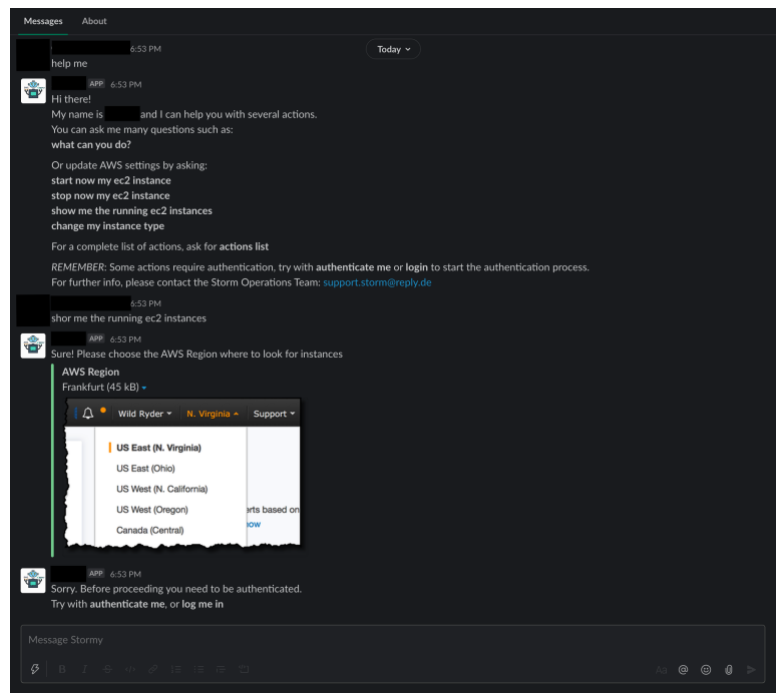 Messages About
Today
6:53 PM
help me
APP 6:53 PM
Hi there!
My name is and I can help you with several actions.
You can ask me many questions such as:
what can you do?
Or update AWS settings by asking:
start now my ec2 instance
stop now my ec2 instance
show me the running ec2 instances
change my instance type
For a complete list of actions, ask for actions list
REMEMBER: Some actions require authentication, try with authenticate me or login to start the authentication process.
For further info, please contact the Storm Operations Team: support.storm@reply.de
6:53 PM
shor me the running ec2 instances
APP 6:53 PM
Sure! Please choose the AWS Region where to look for instances
AWS Region
Frankfurt (45 kB)
Wild Ryder N. Virginia Support
US East (N. Virginia)
US East (Ohio)
US West (N. California)
US West (Oregon) erts based on
Canada (Central) ow
APP 6:53 PM
Sorry. Before proceeding you need to be authenticated.
Try with authenticate me, or log me in
Message Stormy
B I S </> Aa @